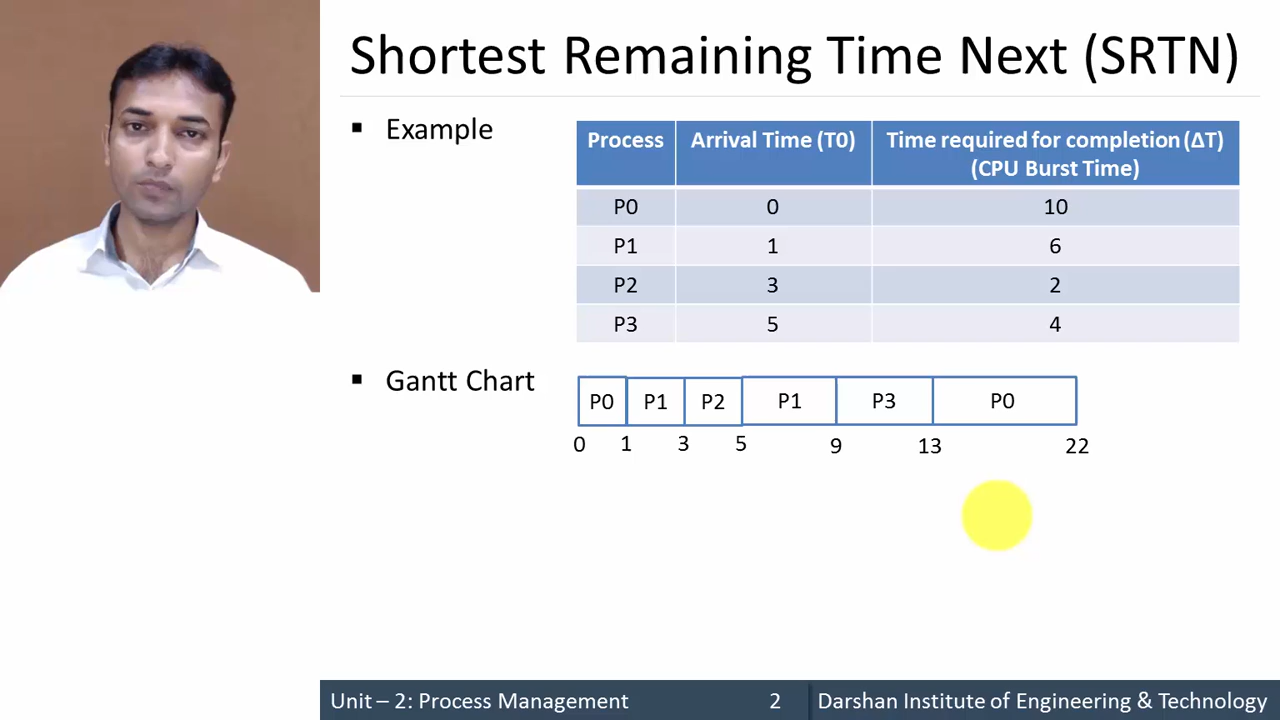 Shortest Remaining Time Next (SRTN)
▪ Example
Process Arrival Time (T0) Time required for completion (ΔT) (CPU Burst Time)
P0 0 10
P1 1 6
P2 3 2
P3 5 4
▪ Gantt Chart
P0 P1 P2 P1 P3 P0
0 1 3 5 9 13 22
Unit – 2: Process Management 2 Darshan Institute of Engineering & Technology